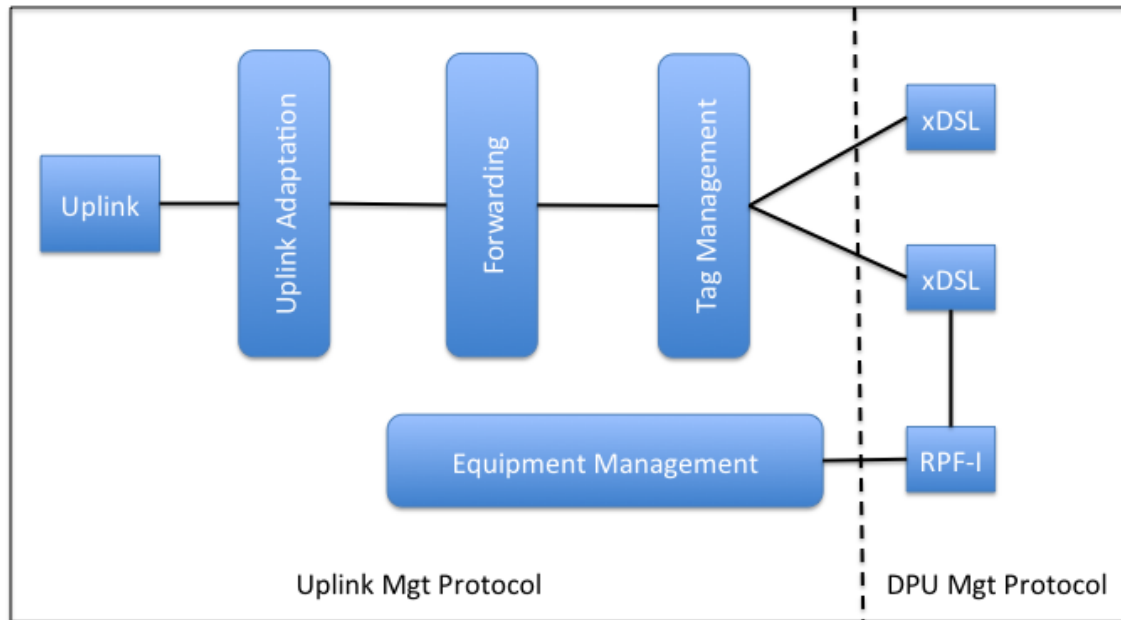 Uplink
Uplink Adaptation
Forwarding
Tag Management
xDSL
xDSL
Equipment Management
RPF-I
Uplink Mgt Protocol
DPU Mgt Protocol